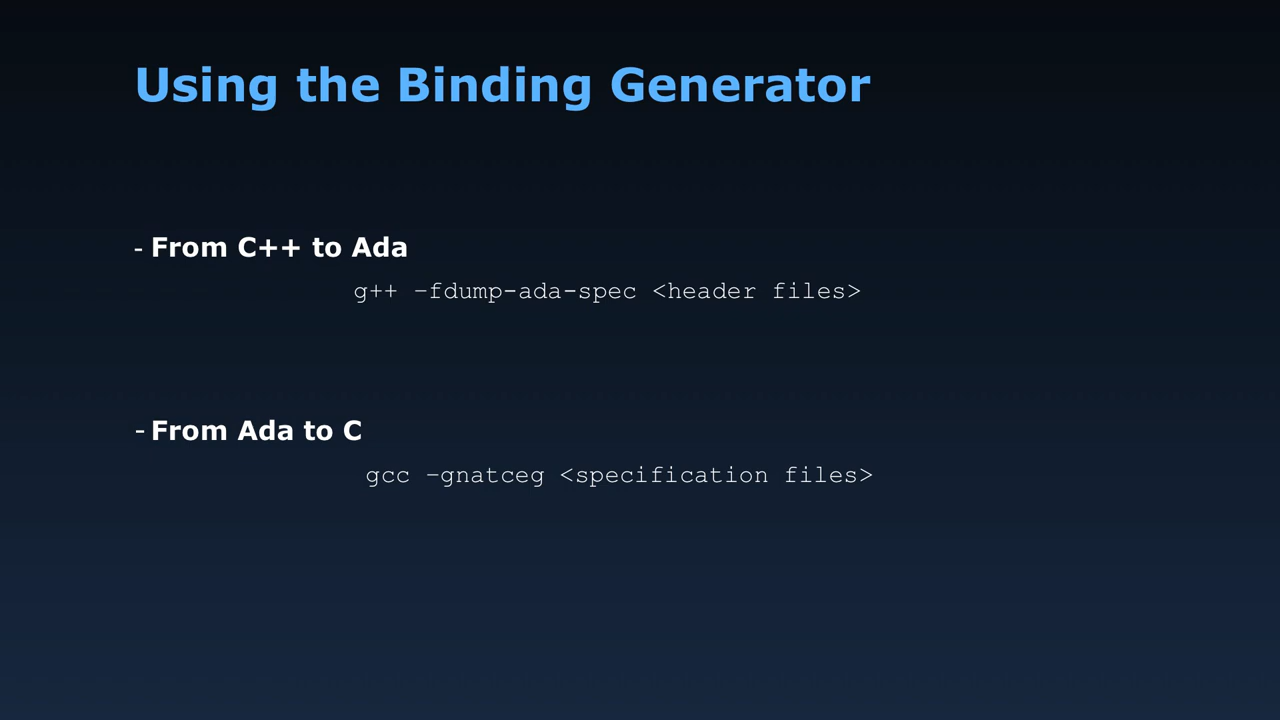 Using the Binding Generator
- From C++ to Ada
g++ –fdump-ada-spec <header files>
- From Ada to C
gcc –gnatceg <specification files>